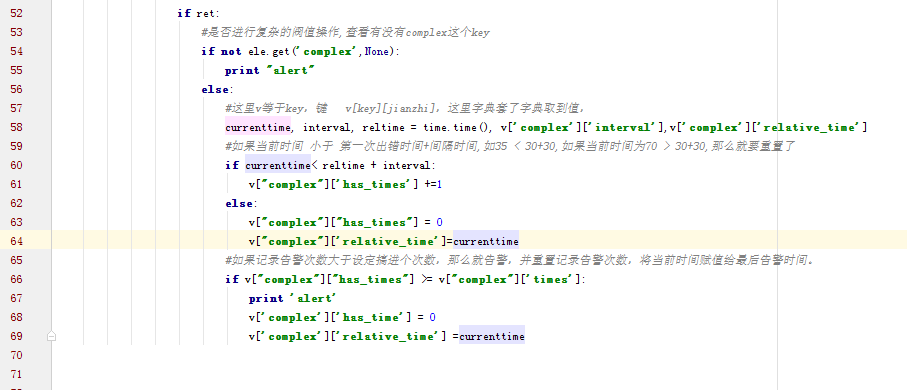 52 if ret:
53 #是否进行复杂的阀值操作,查看有没有complex这个key
54 if not ele.get('complex',None):
55 print "alert"
56 else:
57 #这里v等于key，键 v[key][jianzhi]，这里字典套了字典取到值，
58 currenttime, interval, reltime = time.time(), v['complex']['interval'],v['complex']['relative_time']
59 #如果当前时间 小于 第一次出错时间+间隔时间,如35 < 30+30,如果当前时间为70 > 30+30,那么就要重置了
60 if currenttime< reltime + interval:
61 v["complex"]['has_times'] +=1
62 else:
63 v["complex"]["has_times"] = 0
64 v["complex"]['relative_time']=currenttime
65 #如果记录告警次数大于设定搞进个次数，那么就告警，并重置记录告警次数，将当前时间赋值给最后告警时间。
66 if v["complex"]["has_times"] >= v["complex"]['times']:
67 print 'alert'
68 v['complex']['has_time'] = 0
69 v['complex']['relative_time'] =currenttime
70
71